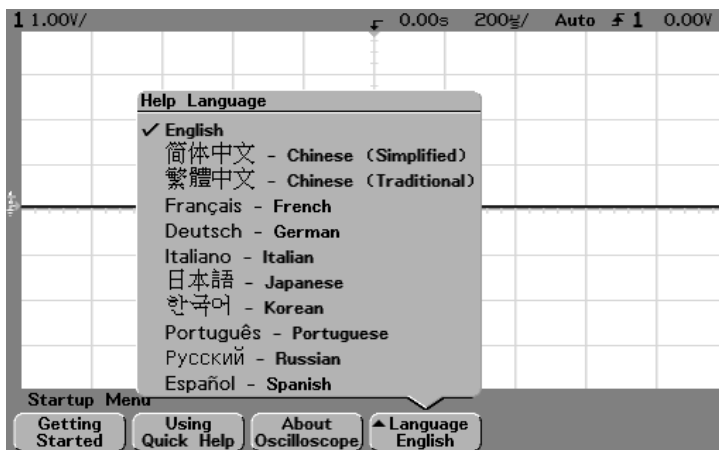 1 1.00V/ 0.00s 200㎱/ Auto 1 0.00V
Help Language
✓ English
简体中文 - Chinese (Simplified)
繁體中文 - Chinese (Traditional)
Français - French
Deutsch - German
Italiano - Italian
日本語 - Japanese
한국어 - Korean
Português - Portuguese
Русский - Russian
Español - Spanish
Startup Menu
Getting Started
Using Quick Help
About Oscilloscope
Language English